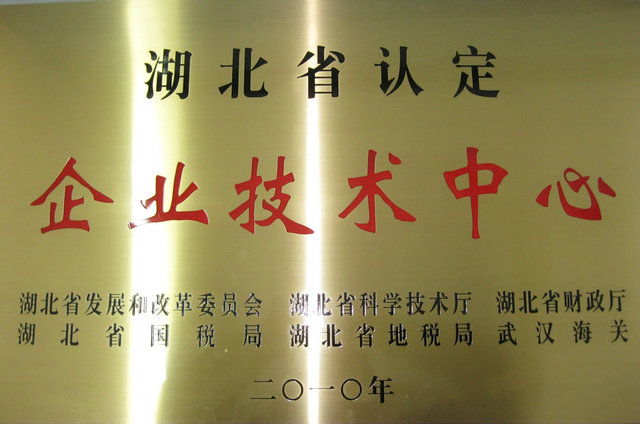 湖北省认定
企业技术中心
湖北省发展和改革委员会 湖北省科学技术厅 湖北省财政厅
湖北省国税局 湖北省地税局 武汉海关
二〇一〇年